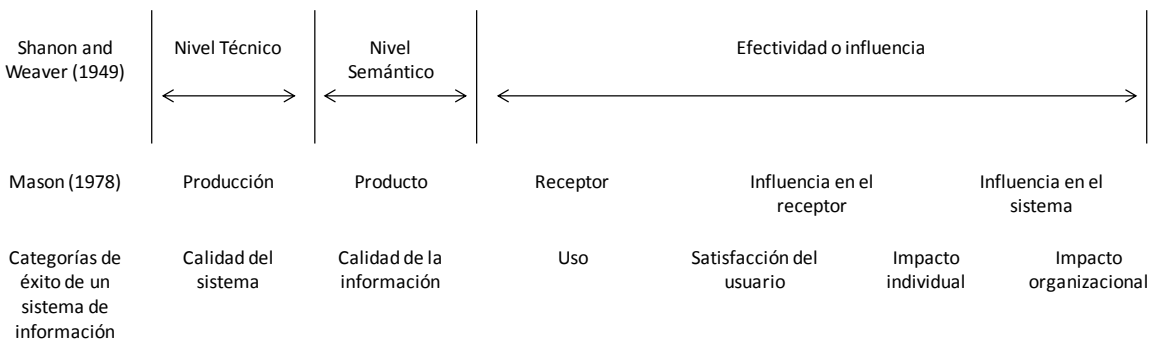 Shanon and
Weaver (1949)
Nivel Técnico
Nivel
Semántico
Efectividad o influencia
Mason (1978)
Producción
Producto
Receptor
Influencia en el
receptor
Influencia en el
sistema
Categorías de
éxito de un
sistema de
información
Calidad del
sistema
Calidad de la
información
Uso
Satisfacción del
usuario
Impacto
individual
Impacto
organizacional